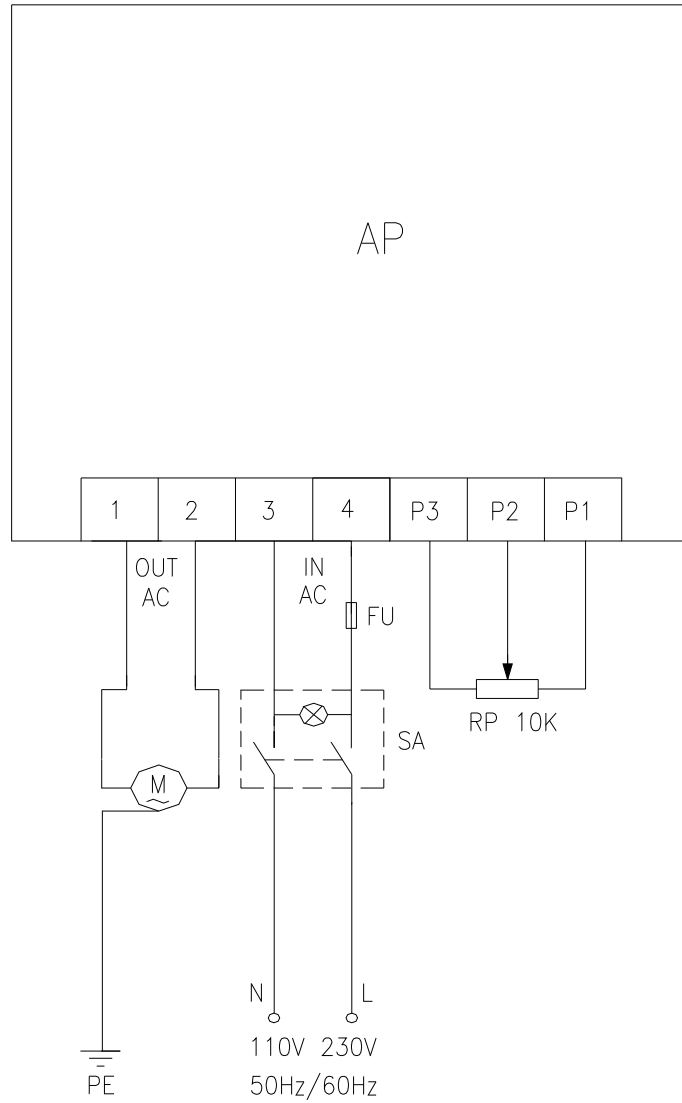 AP
1 2 3 4 P3 P2 P1
OUT
AC
IN
AC
FU
RP 10K
SA
M
N L
110V 230V
PE
50Hz/60Hz